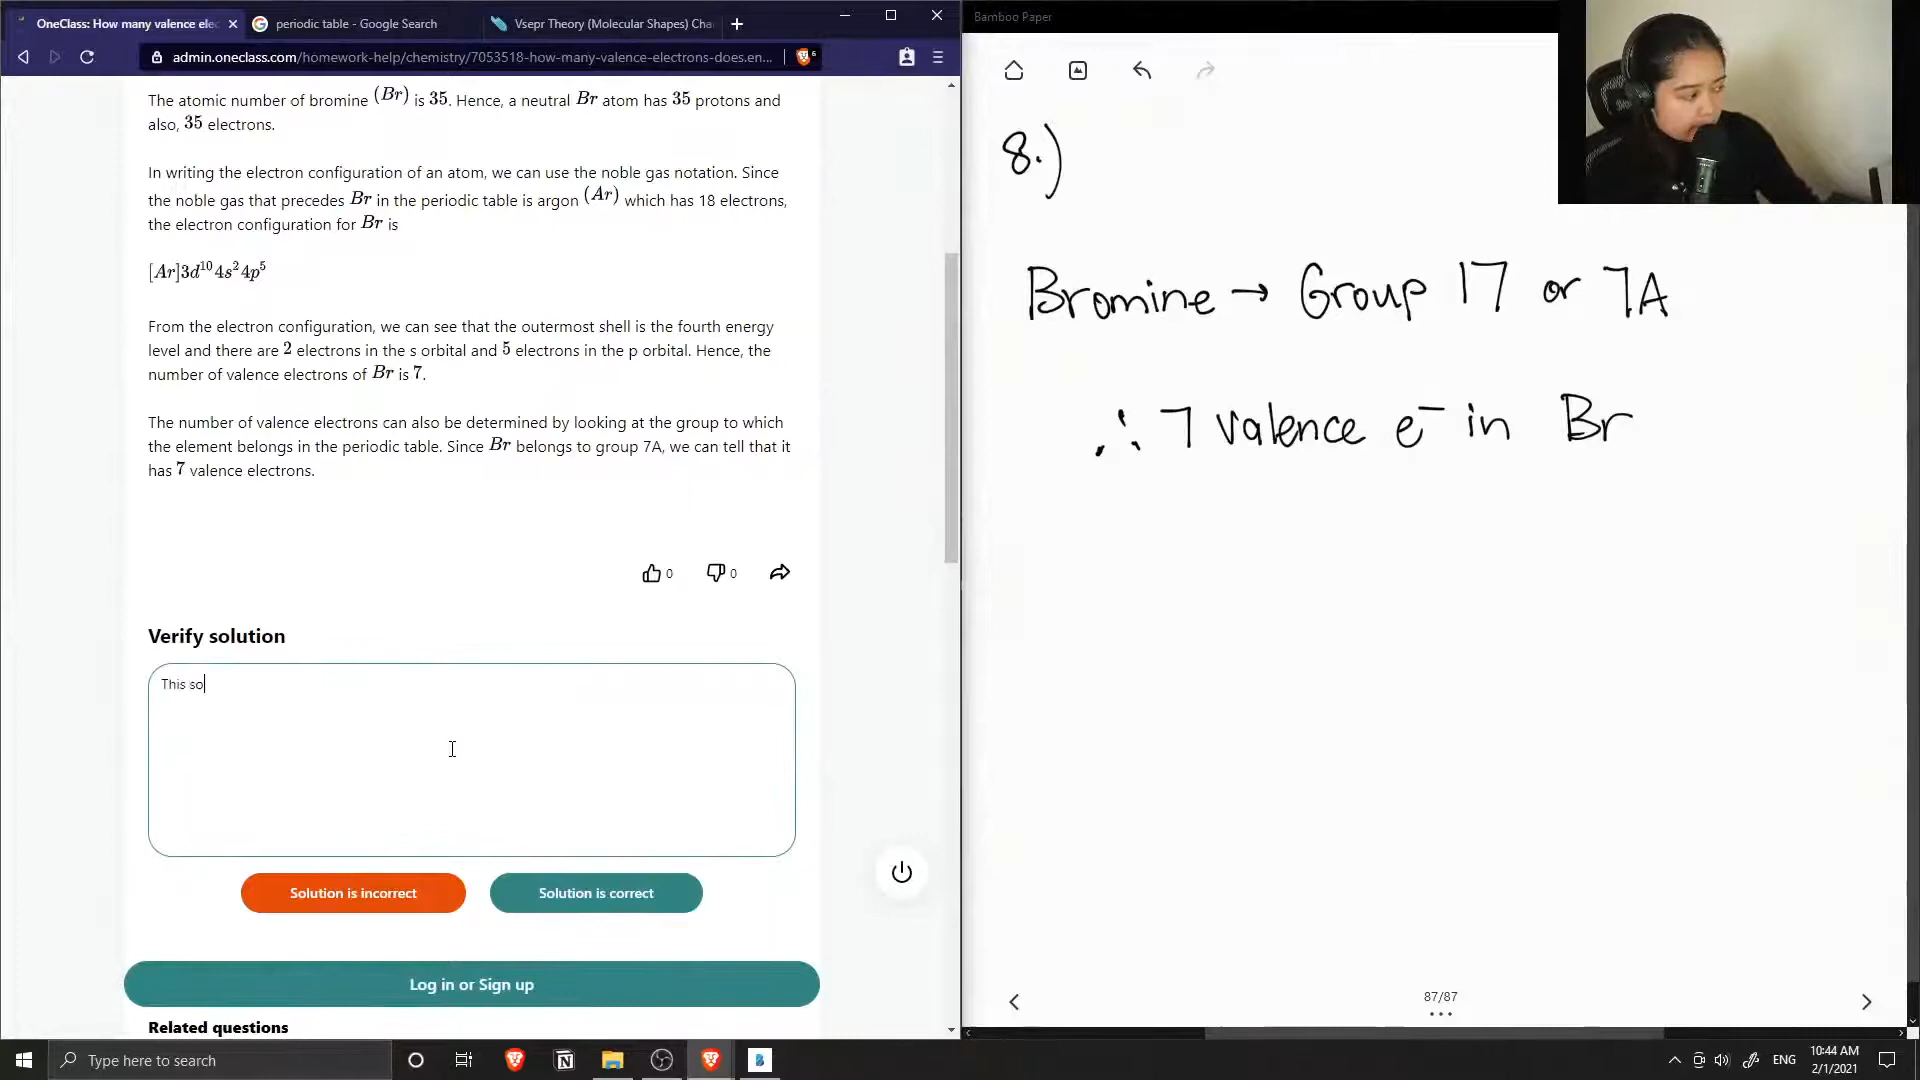 OneClass: How many valence ele
periodic table - Google Search
Vsepr Theory (Molecular Shapes) Cha
admin.oneclass.com/homework-help/chemistry/7053518-how-many-valence-electrons-does.en...
6
The atomic number of bromine (Br) is 35. Hence, a neutral Br atom has 35 protons and
also, 35 electrons.
In writing the electron configuration of an atom, we can use the noble gas notation. Since
the noble gas that precedes Br in the periodic table is argon (Ar) which has 18 electrons,
the electron configuration for Br is
[Ar]3d¹⁰4s²4p⁵
From the electron configuration, we can see that the outermost shell is the fourth energy
level and there are 2 electrons in the s orbital and 5 electrons in the p orbital. Hence, the
number of valence electrons of Br is 7.
The number of valence electrons can also be determined by looking at the group to which
the element belongs in the periodic table. Since Br belongs to group 7A, we can tell that it
has 7 valence electrons.
0 0
Verify solution
This so
Solution is incorrect
Solution is correct
Log in or Sign up
Related questions
Bamboo Paper
8.)
Bromine → Group 17 or 7A
∴ 7 valence e⁻ in Br
87/87
Type here to search
ENG
10:44 AM
2/1/2021